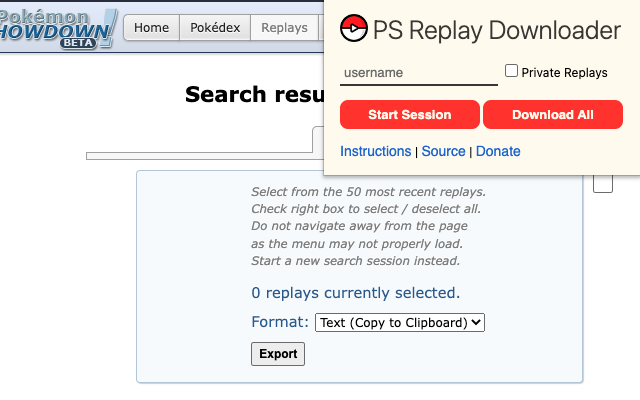 Pokémon
SHOWDOWN!
BETA
Home
Pokédex
Replays
PS Replay Downloader
username
Private Replays
Start Session
Download All
Instructions | Source | Donate
Search resu
Select from the 50 most recent replays.
Check right box to select / deselect all.
Do not navigate away from the page
as the menu may not properly load.
Start a new search session instead.
0 replays currently selected.
Format: Text (Copy to Clipboard)
Export